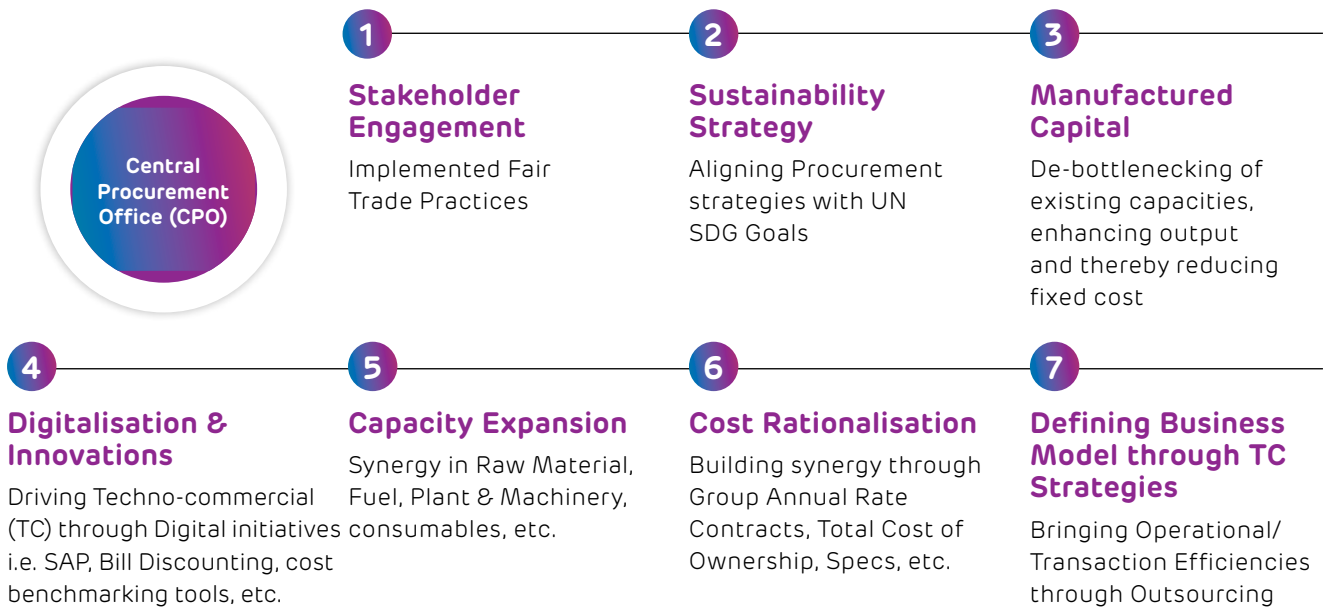 Central
Procurement
Office (CPO)
1
Stakeholder
Engagement
Implemented Fair
Trade Practices
2
Sustainability
Strategy
Aligning Procurement
strategies with UN
SDG Goals
3
Manufactured
Capital
De-bottlenecking of
existing capacities,
enhancing output
and thereby reducing
fixed cost
4
Digitalisation &
Innovations
Driving Techno-commercial
(TC) through Digital initiatives
i.e. SAP, Bill Discounting, cost
benchmarking tools, etc.
5
Capacity Expansion
Synergy in Raw Material,
Fuel, Plant & Machinery,
consumables, etc.
6
Cost Rationalisation
Building synergy through
Group Annual Rate
Contracts, Total Cost of
Ownership, Specs, etc.
7
Defining Business
Model through TC
Strategies
Bringing Operational/
Transaction Efficiencies
through Outsourcing